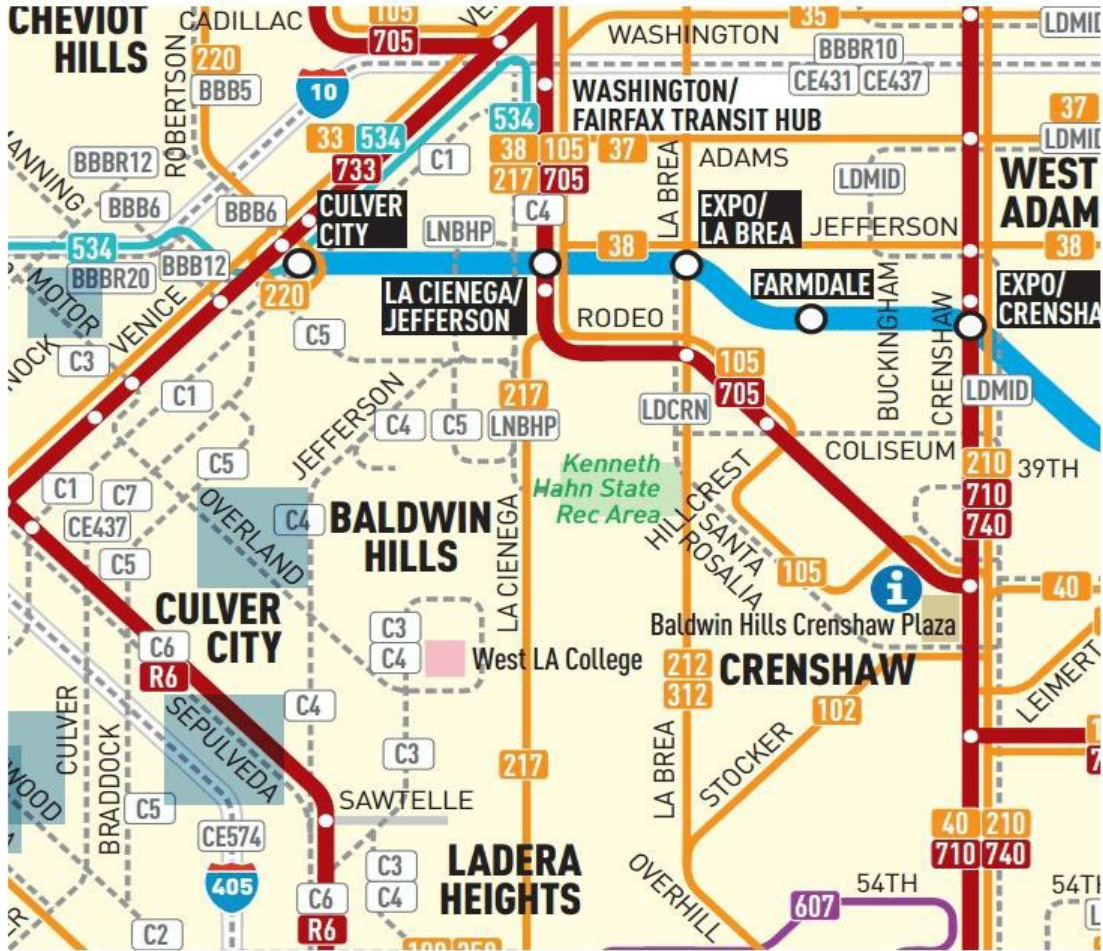 CHEVIOT
HILLS
CADILLAC
105
705
35
WASHINGTON
LDMID
220
BBB5
ROBERTSON
10
BBBR10
CE431
CE437
WASHINGTON/
FAIRFAX TRANSIT HUB
33
534
733
534
38
105
37
217
705
C1
C4
LA BREA
ADAMS
37
LDMID
LDMID
WEST
BBBR12
BBB6
BBB6
CULVER
CITY
LNBHP
38
EXPO/
LA BREA
JEFFERSON
38
534
BBBR20
BBB12
MOTOR
VENICE
220
LA CIENEGA/
JEFFERSON
RODEO
FARMDALE
BUCKINGHAM
CRENSHAW
EXPO/
C3
C5
C1
JEFFERSON
C4
C5
217
LNBHP
105
705
LDCRN
LDMID
COLISEUM
210
39TH
710
740
C5
C1
C7
CE437
C5
OVERLAND
C4
BALDWIN
HILLS
LA CIENEGA
Kenneth
Hahn State
Rec Area
HILLCREST
SANTA
ROSALIA
105
i
40
Baldwin Hills Crenshaw Plaza
CULVER
CITY
C6
R6
C3
C4
West LA College
212
312
CRENSHAW
LEIMERT
102
CULVER
BRADDOCK
SEPULVEDA
C4
C3
217
LA BREA
STOCKER
C5
SAWTELLE
CE574
405
40
210
710
740
C3
C4
LADERA
HEIGHTS
OVERHILL
54TH
607
C6
R6
C2